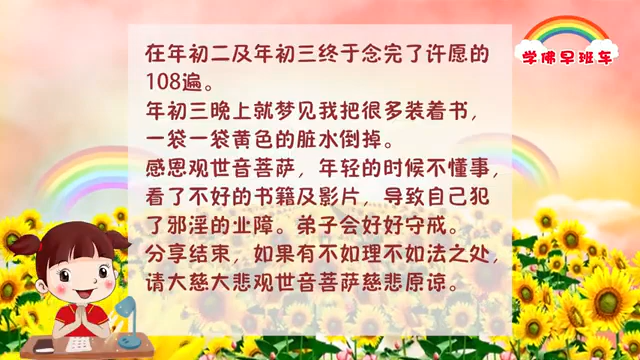 学佛早班车
在年初二及年初三终于念完了许愿的
108遍。
年初三晚上就梦见我把很多装着书，
一袋一袋黄色的脏水倒掉。
感恩观世音菩萨，年轻的时候不懂事，
看了不好的书籍及影片，导致自己犯
了邪淫的业障。弟子会好好守戒。
分享结束，如果有不如理不如法之处，
请大慈大悲观世音菩萨慈悲原谅。